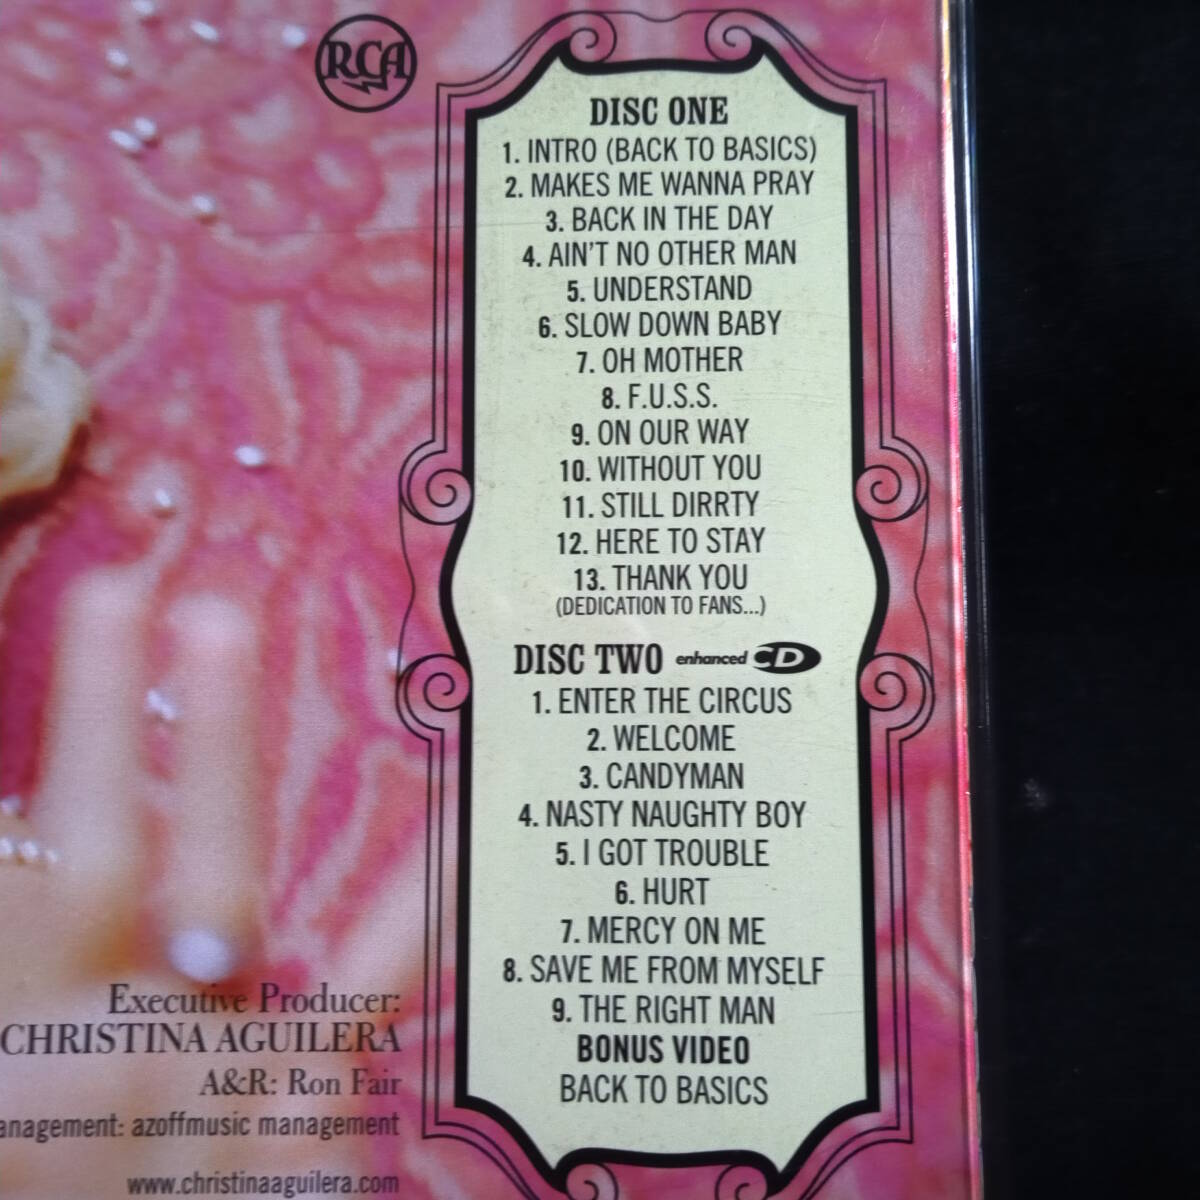 RCA
DISC ONE
1. INTRO (BACK TO BASICS)
2. MAKES ME WANNA PRAY
3. BACK IN THE DAY
4. AIN'T NO OTHER MAN
5. UNDERSTAND
6. SLOW DOWN BABY
7. OH MOTHER
8. F.U.S.S.
9. ON OUR WAY
10. WITHOUT YOU
11. STILL DIRRTY
12. HERE TO STAY
13. THANK YOU
(DEDICATION TO FANS...)
DISC TWO enhanced CD
1. ENTER THE CIRCUS
2. WELCOME
3. CANDYMAN
4. NASTY NAUGHTY BOY
5. I GOT TROUBLE
6. HURT
7. MERCY ON ME
8. SAVE ME FROM MYSELF
9. THE RIGHT MAN
BONUS VIDEO
BACK TO BASICS
Executive Producer:
CHRISTINA AGUILERA
A&R: Ron Fair
anagement: azoffmusic management
www.christinaaguilera.com